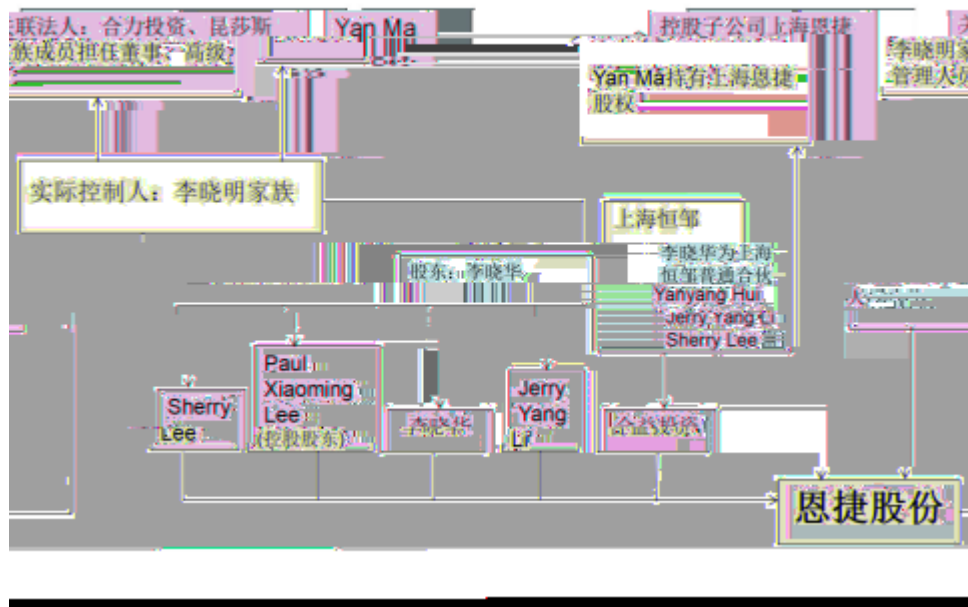 联法人：合力投资、昆莎斯
族成员担任董事、高级
Yan Ma
控股子公司上海恩捷
Yan Ma持有上海恩捷
股权
李晓明家
管理人员
实际控制人：李晓明家族
上海恒邹
李晓华为上海
恒邹普通合伙
Yanyang Hui
Jerry Yang Li
Sherry Lee
股东：李晓华
人
Sherry
Lee
Paul
Xiaoming
Lee
(控股股东)
李晓华
Jerry
Yang
Li
合益投资
恩捷股份